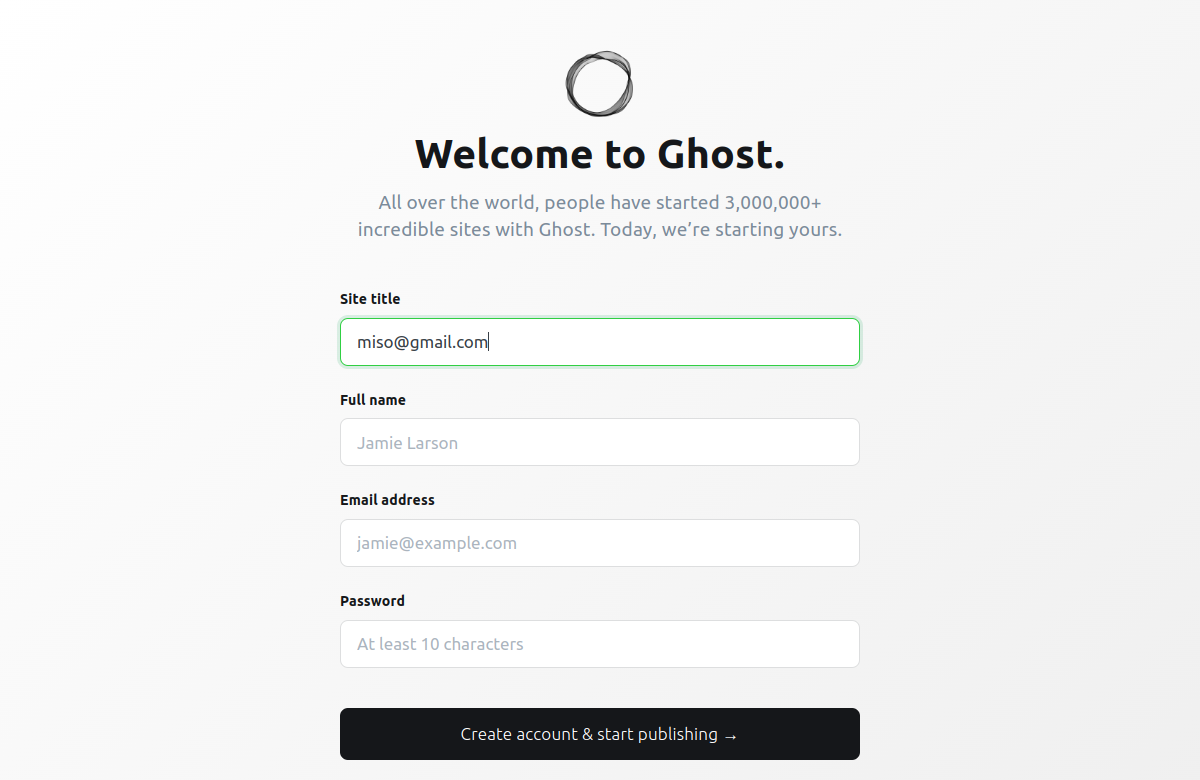 Welcome to Ghost.
All over the world, people have started 3,000,000+
incredible sites with Ghost. Today, we’re starting yours.
Site title
miso@gmail.com
Full name
Jamie Larson
Email address
jamie@example.com
Password
At least 10 characters
Create account & start publishing →